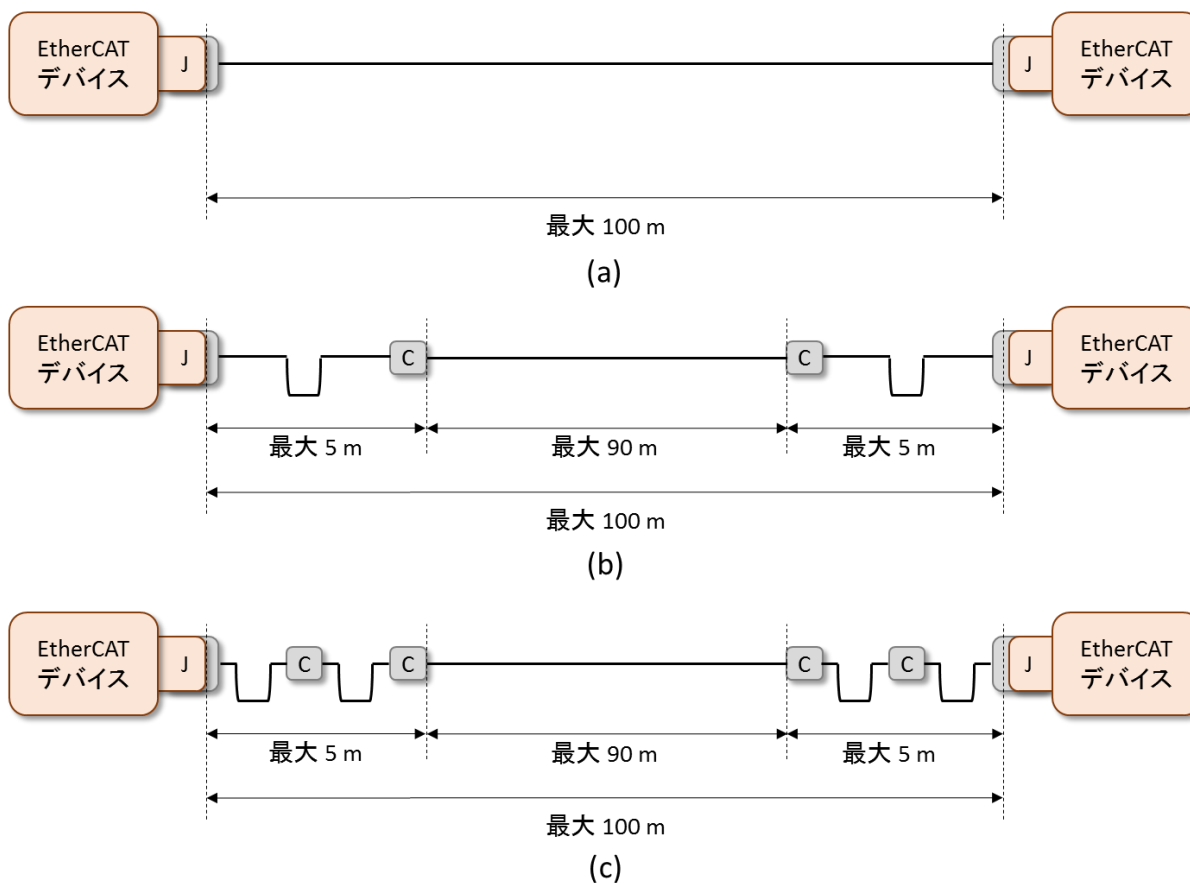 EtherCAT
デバイス
J
J
EtherCAT
デバイス
最大 100 m
(a)
EtherCAT
デバイス
J
C
C
J
EtherCAT
デバイス
最大 5 m
最大 90 m
最大 5 m
最大 100 m
(b)
EtherCAT
デバイス
J
C
C
C
C
J
EtherCAT
デバイス
最大 5 m
最大 90 m
最大 5 m
最大 100 m
(c)